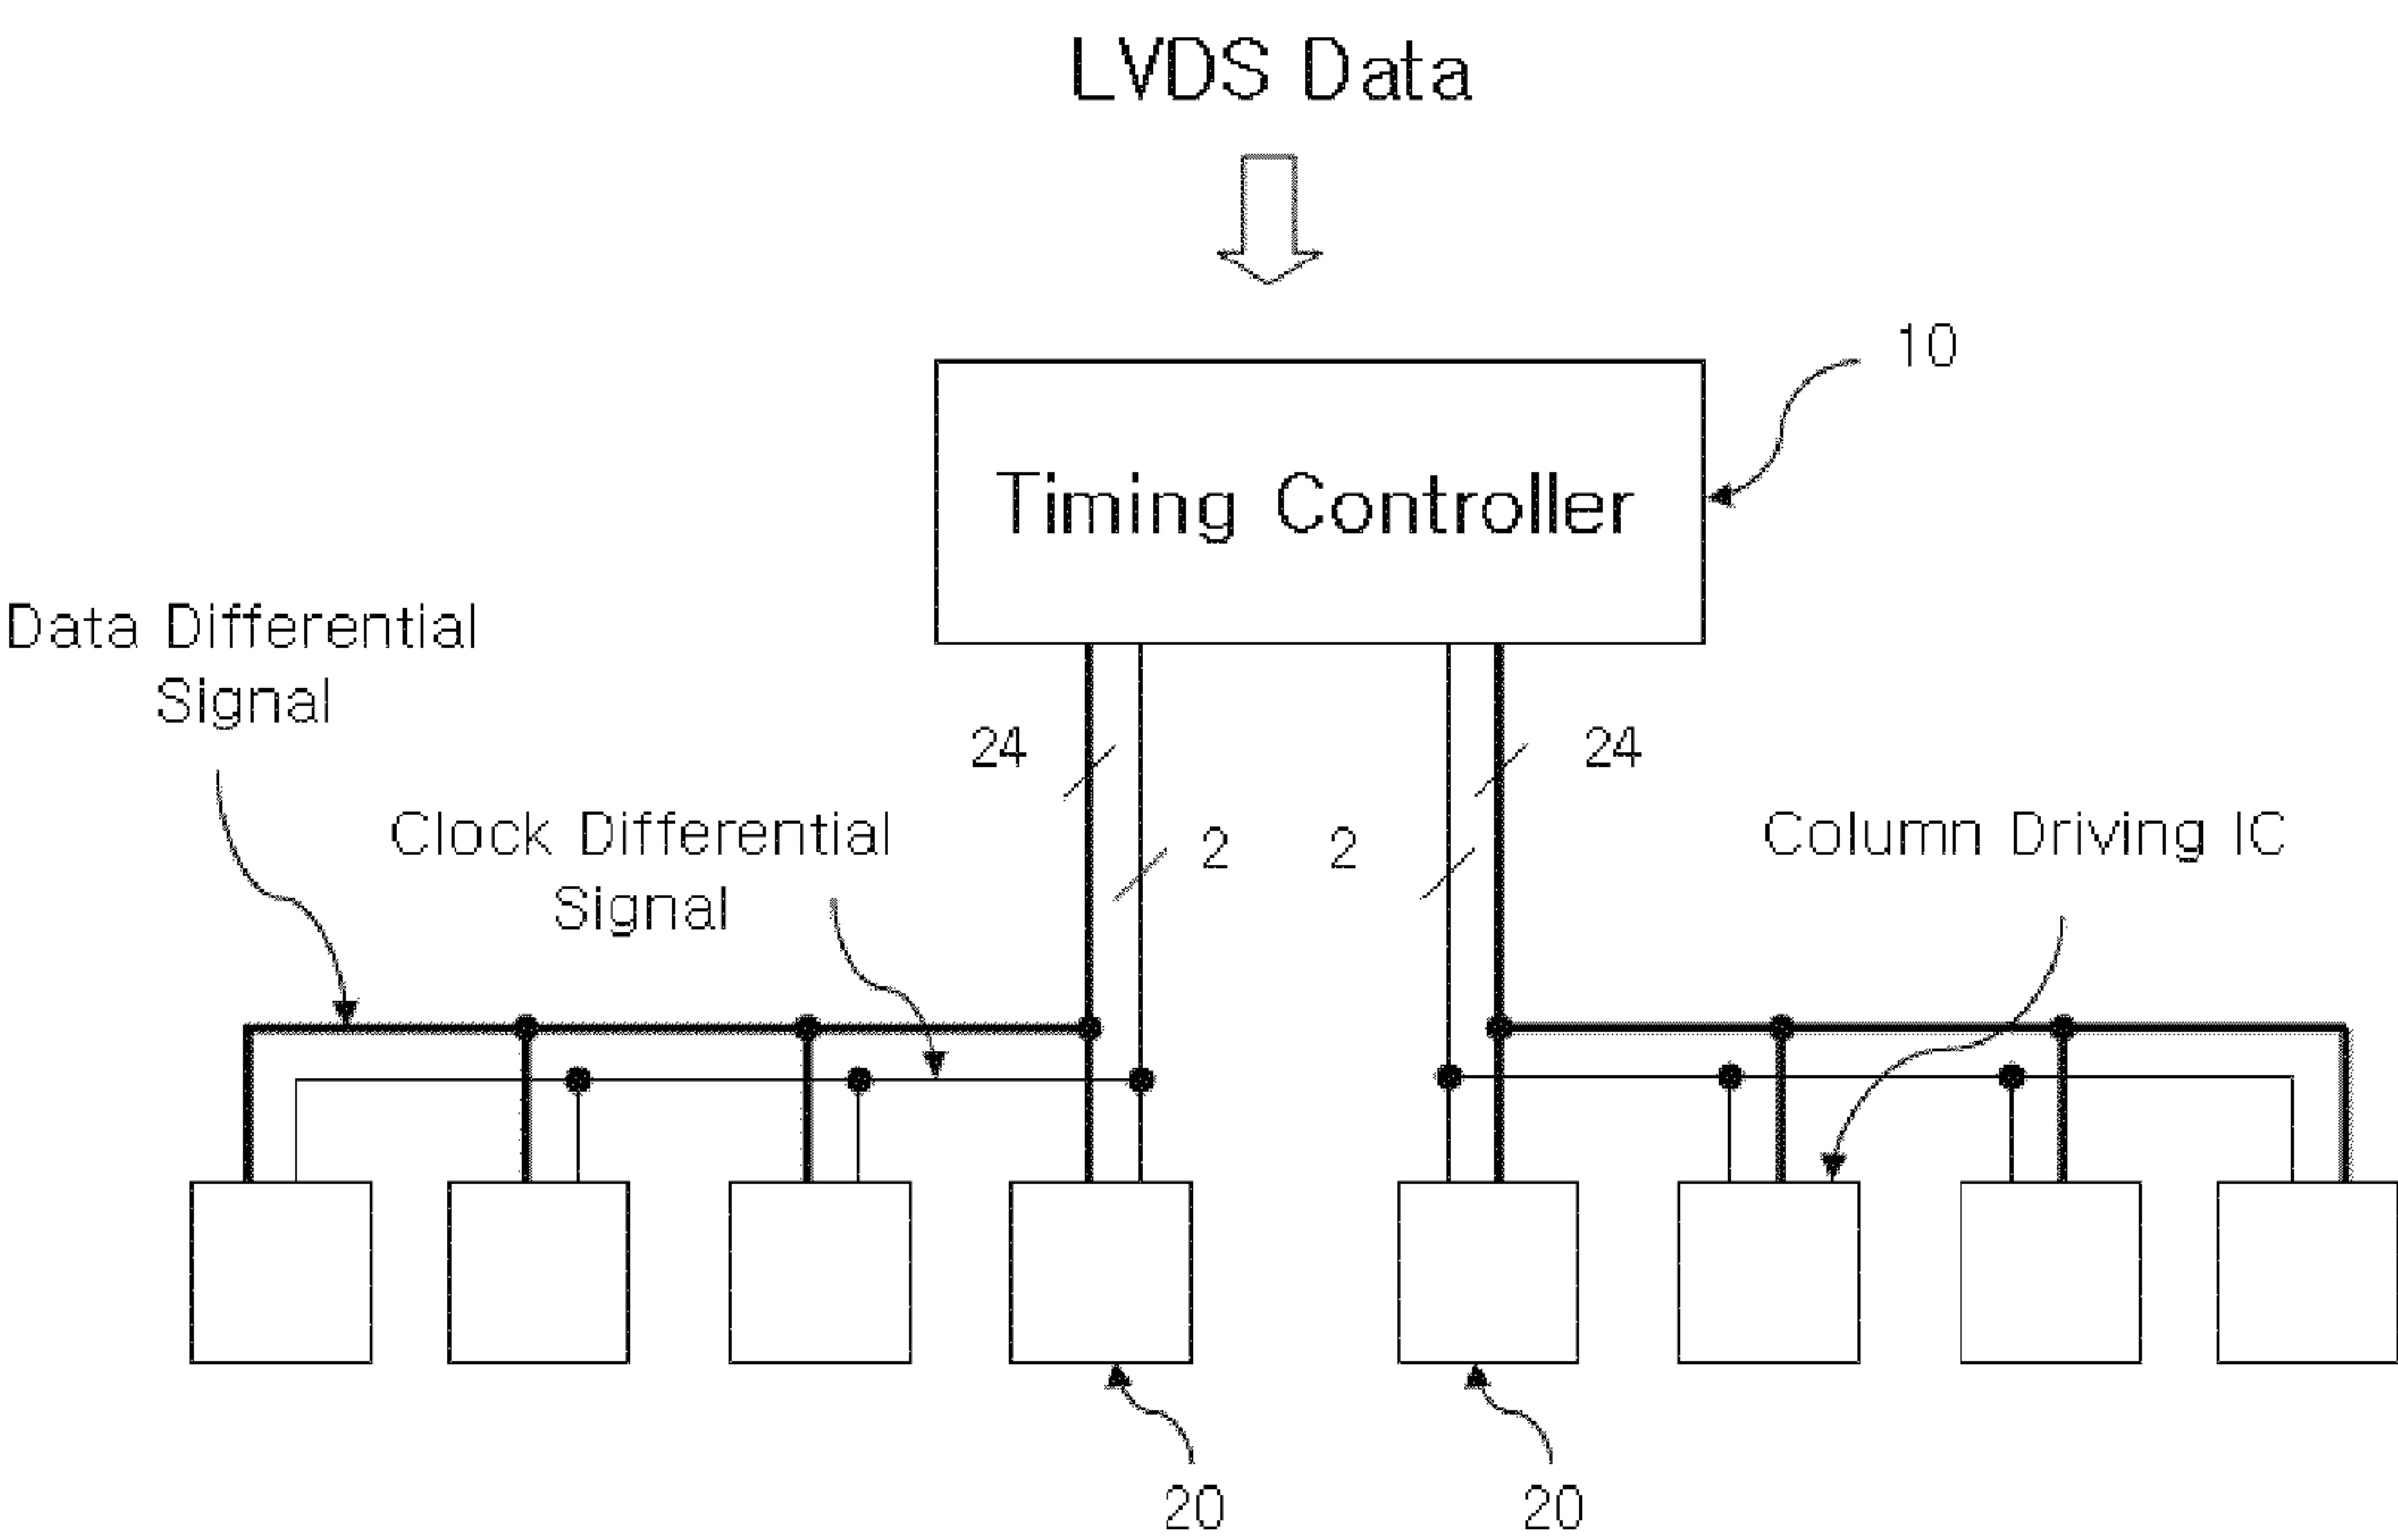 LVDS Data
10
Timing Controller
Data Differential
Signal
24
24
Clock Differential
Signal
2
2
Column Driving IC
20
20